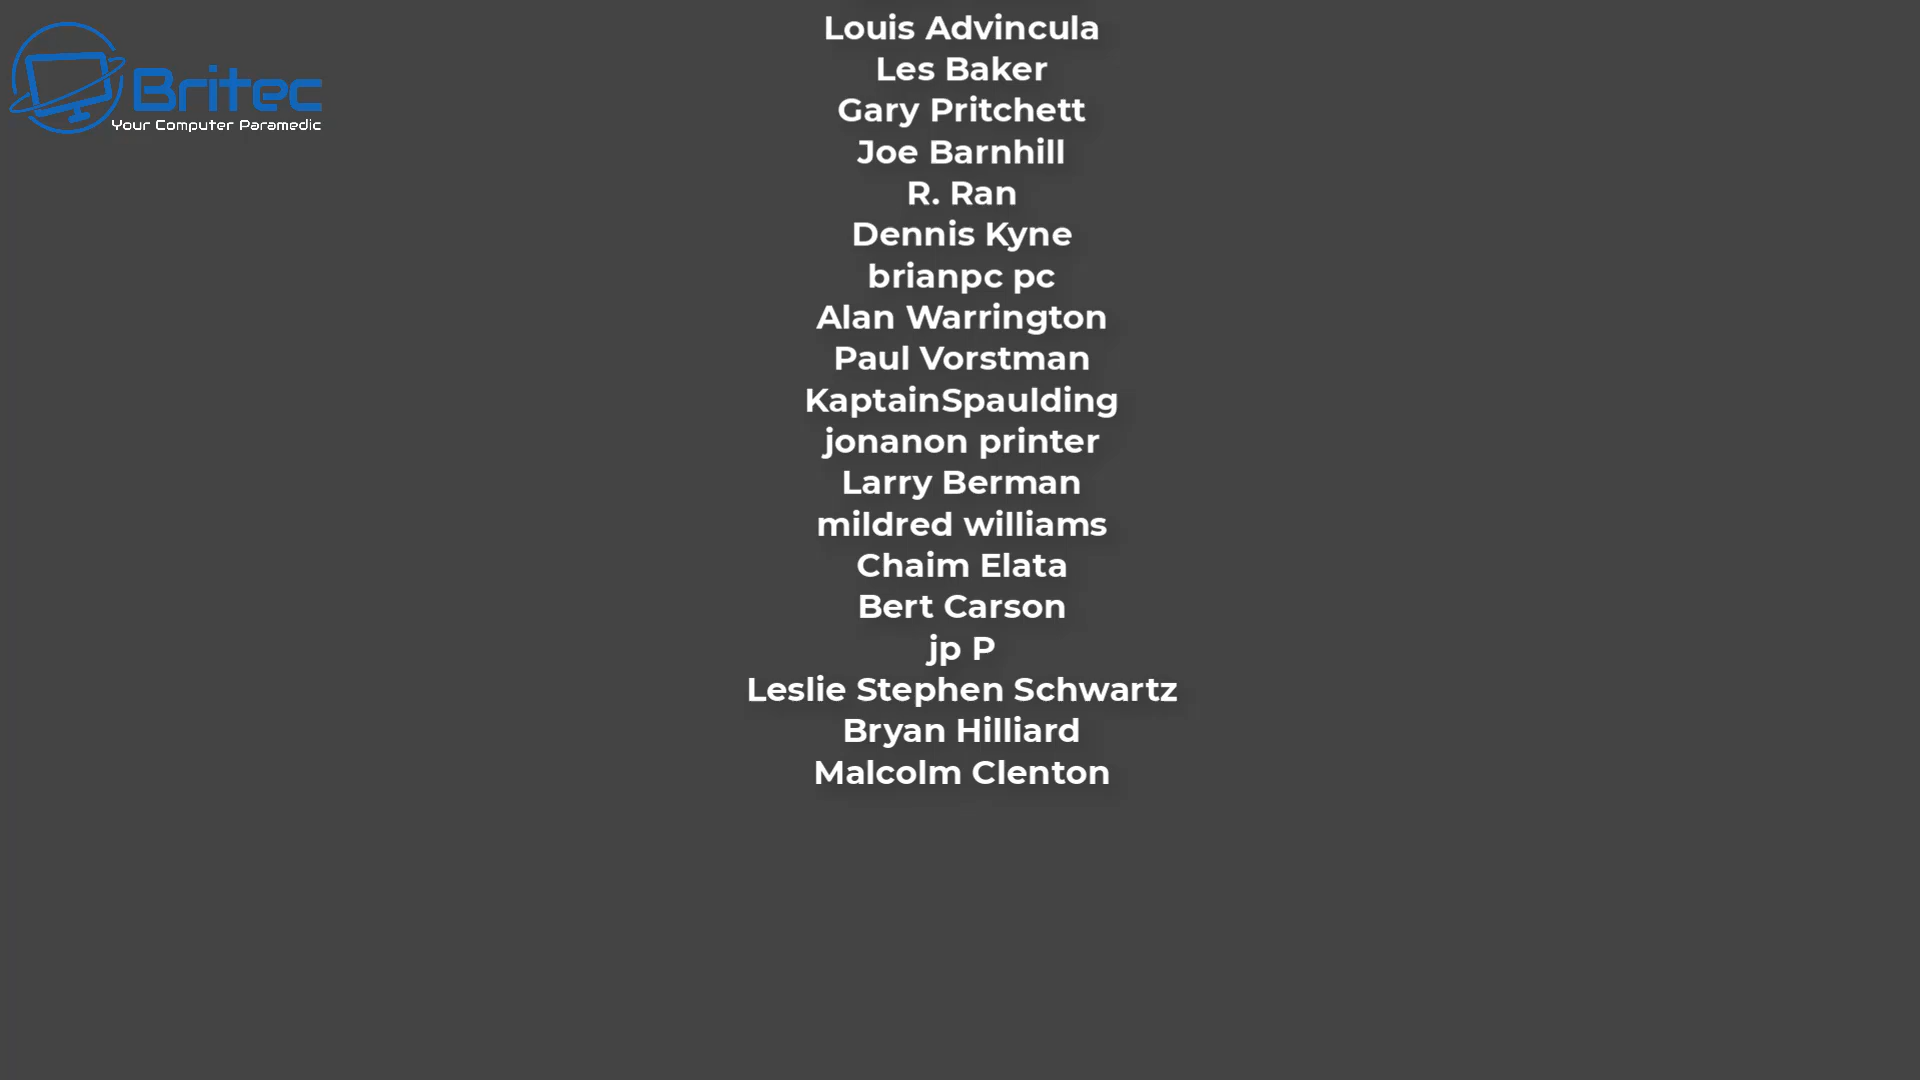 Britec
Your Computer Paramedic
Louis Advincula
Les Baker
Gary Pritchett
Joe Barnhill
R. Ran
Dennis Kyne
brianpc pc
Alan Warrington
Paul Vorstman
KaptainSpaulding
jonanon printer
Larry Berman
mildred williams
Chaim Elata
Bert Carson
jp P
Leslie Stephen Schwartz
Bryan Hilliard
Malcolm Clenton